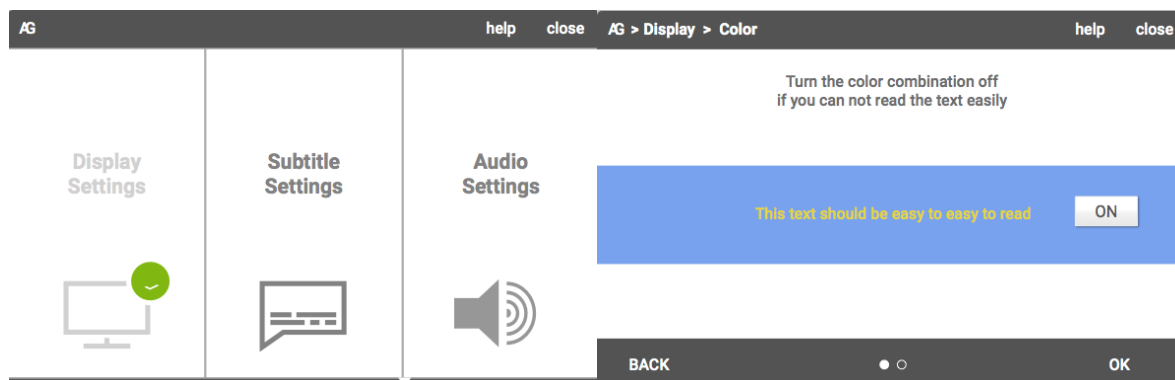 AG help close
Display
Settings
Subtitle
Settings
Audio
Settings
AG > Display > Color help close
Turn the color combination off
if you can not read the text easily
This text should be easy to easy to read ON
BACK OK